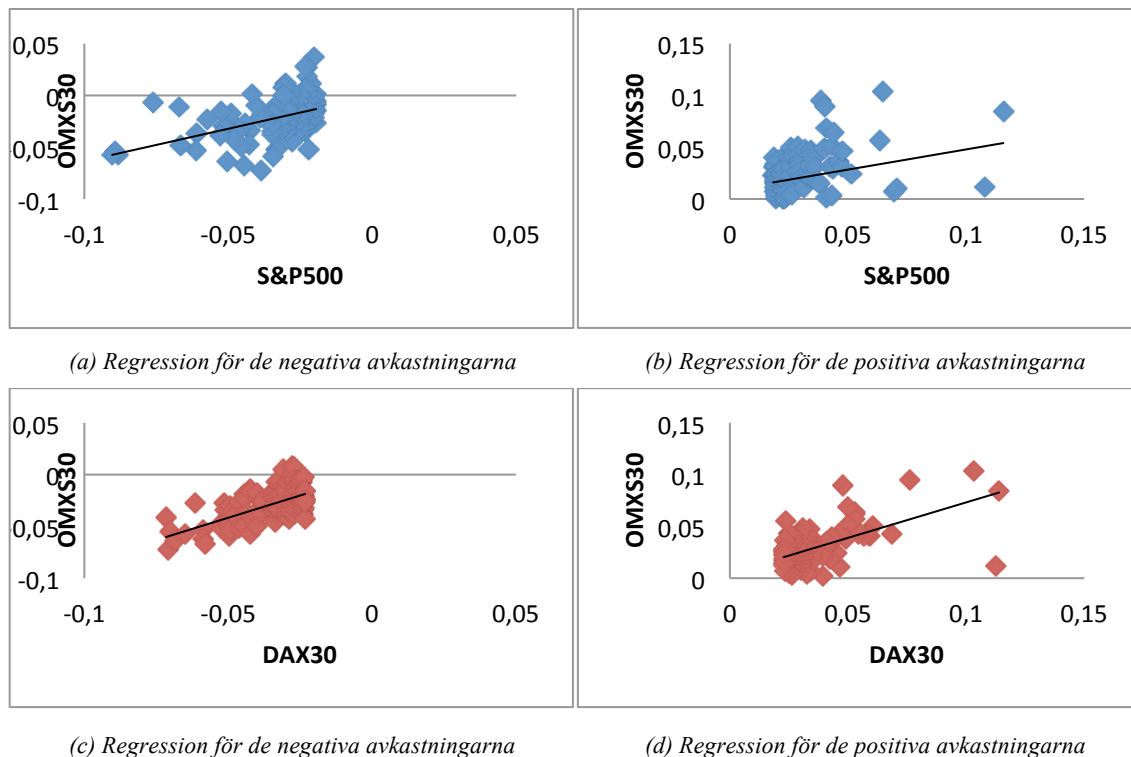 0,05
0
-0,05
-0,1
OMXS30
-0,1
-0,05
0
0,05
S&P500
0,15
0,1
0,05
0
OMXS30
0
0,05
0,1
0,15
S&P500
(a) Regression för de negativa avkastningarna
(b) Regression för de positiva avkastningarna
0,05
0
-0,05
-0,1
OMXS30
-0,1
-0,05
0
0,05
DAX30
0,15
0,1
0,05
0
OMXS30
0
0,05
0,1
0,15
DAX30
(c) Regression för de negativa avkastningarna
(d) Regression för de positiva avkastningarna